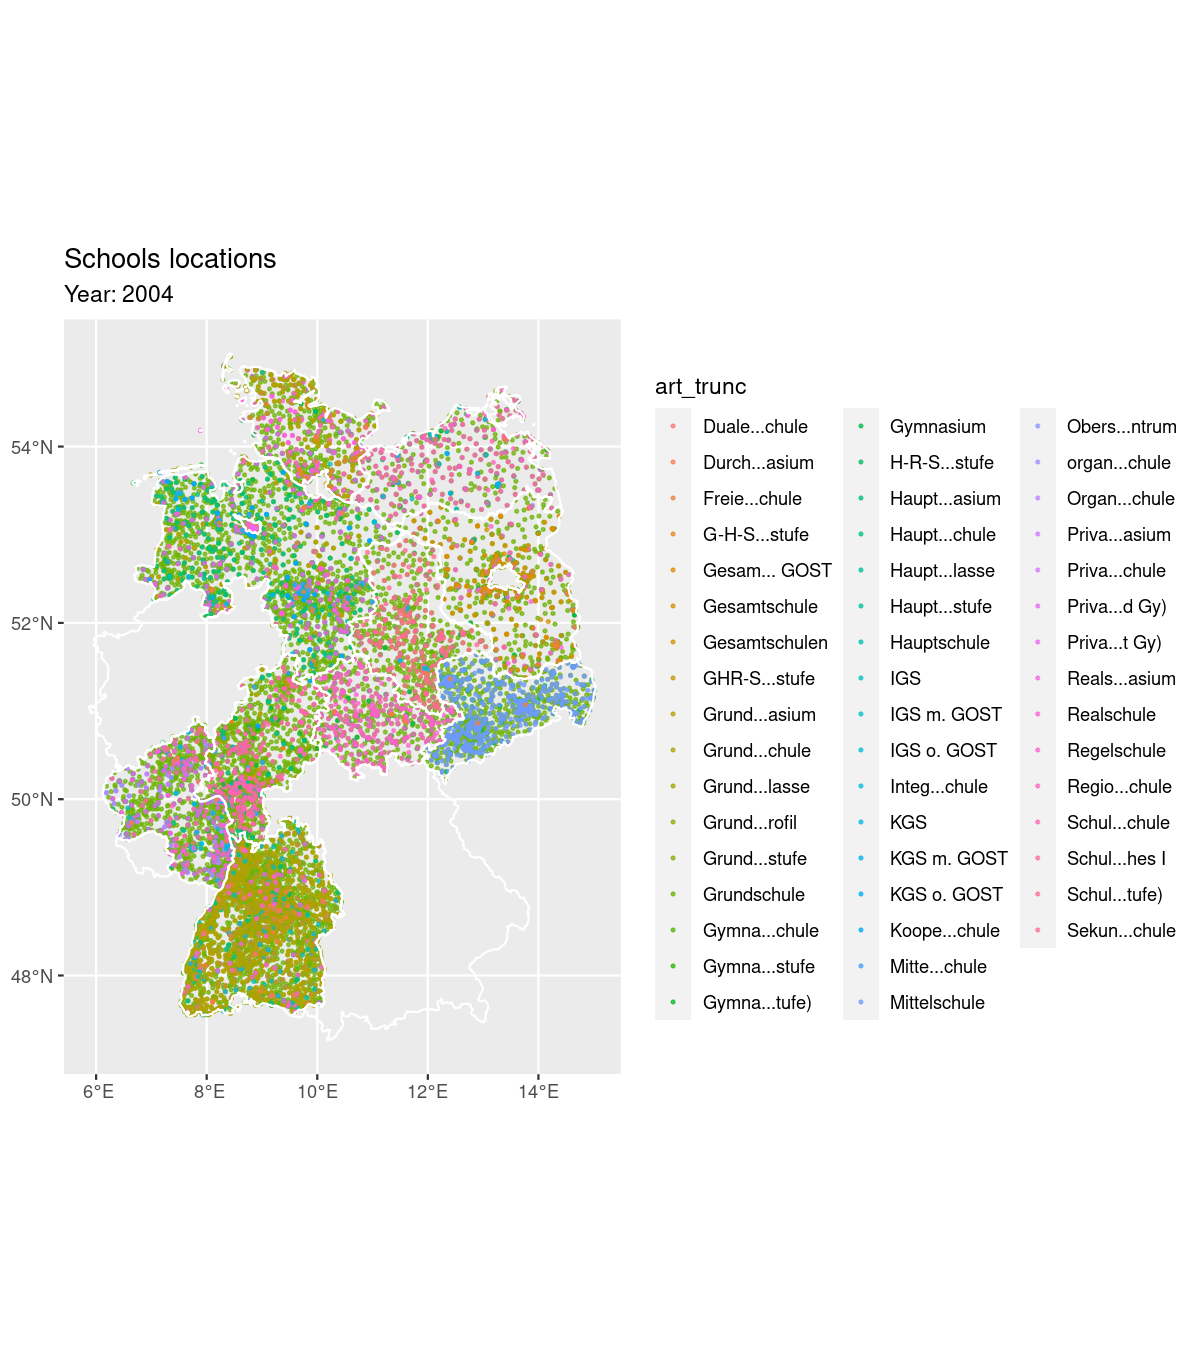 Schools locations
Year: 2004
54°N
52°N
50°N
48°N
6°E
8°E
10°E
12°E
14°E
art_trunc
Duale...chule
Durch...asium
Freie...chule
G-H-S...stufe
Gesam... GOST
Gesamtschule
Gesamtschulen
GHR-S...stufe
Grund...asium
Grund...chule
Grund...lasse
Grund...rofil
Grund...stufe
Grundschule
Gymna...chule
Gymna...stufe
Gymna...tufe)
Gymnasium
H-R-S...stufe
Haupt...asium
Haupt...chule
Haupt...lasse
Haupt...stufe
Hauptschule
IGS
IGS m. GOST
IGS o. GOST
Integ...chule
KGS
KGS m. GOST
KGS o. GOST
Koope...chule
Mitte...chule
Mittelschule
Obers...ntrum
organ...chule
Organ...chule
Priva...asium
Priva...chule
Priva...d Gy)
Priva...t Gy)
Reals...asium
Realschule
Regelschule
Regio...chule
Schul...chule
Schul...hes I
Schul...tufe)
Sekun...chule